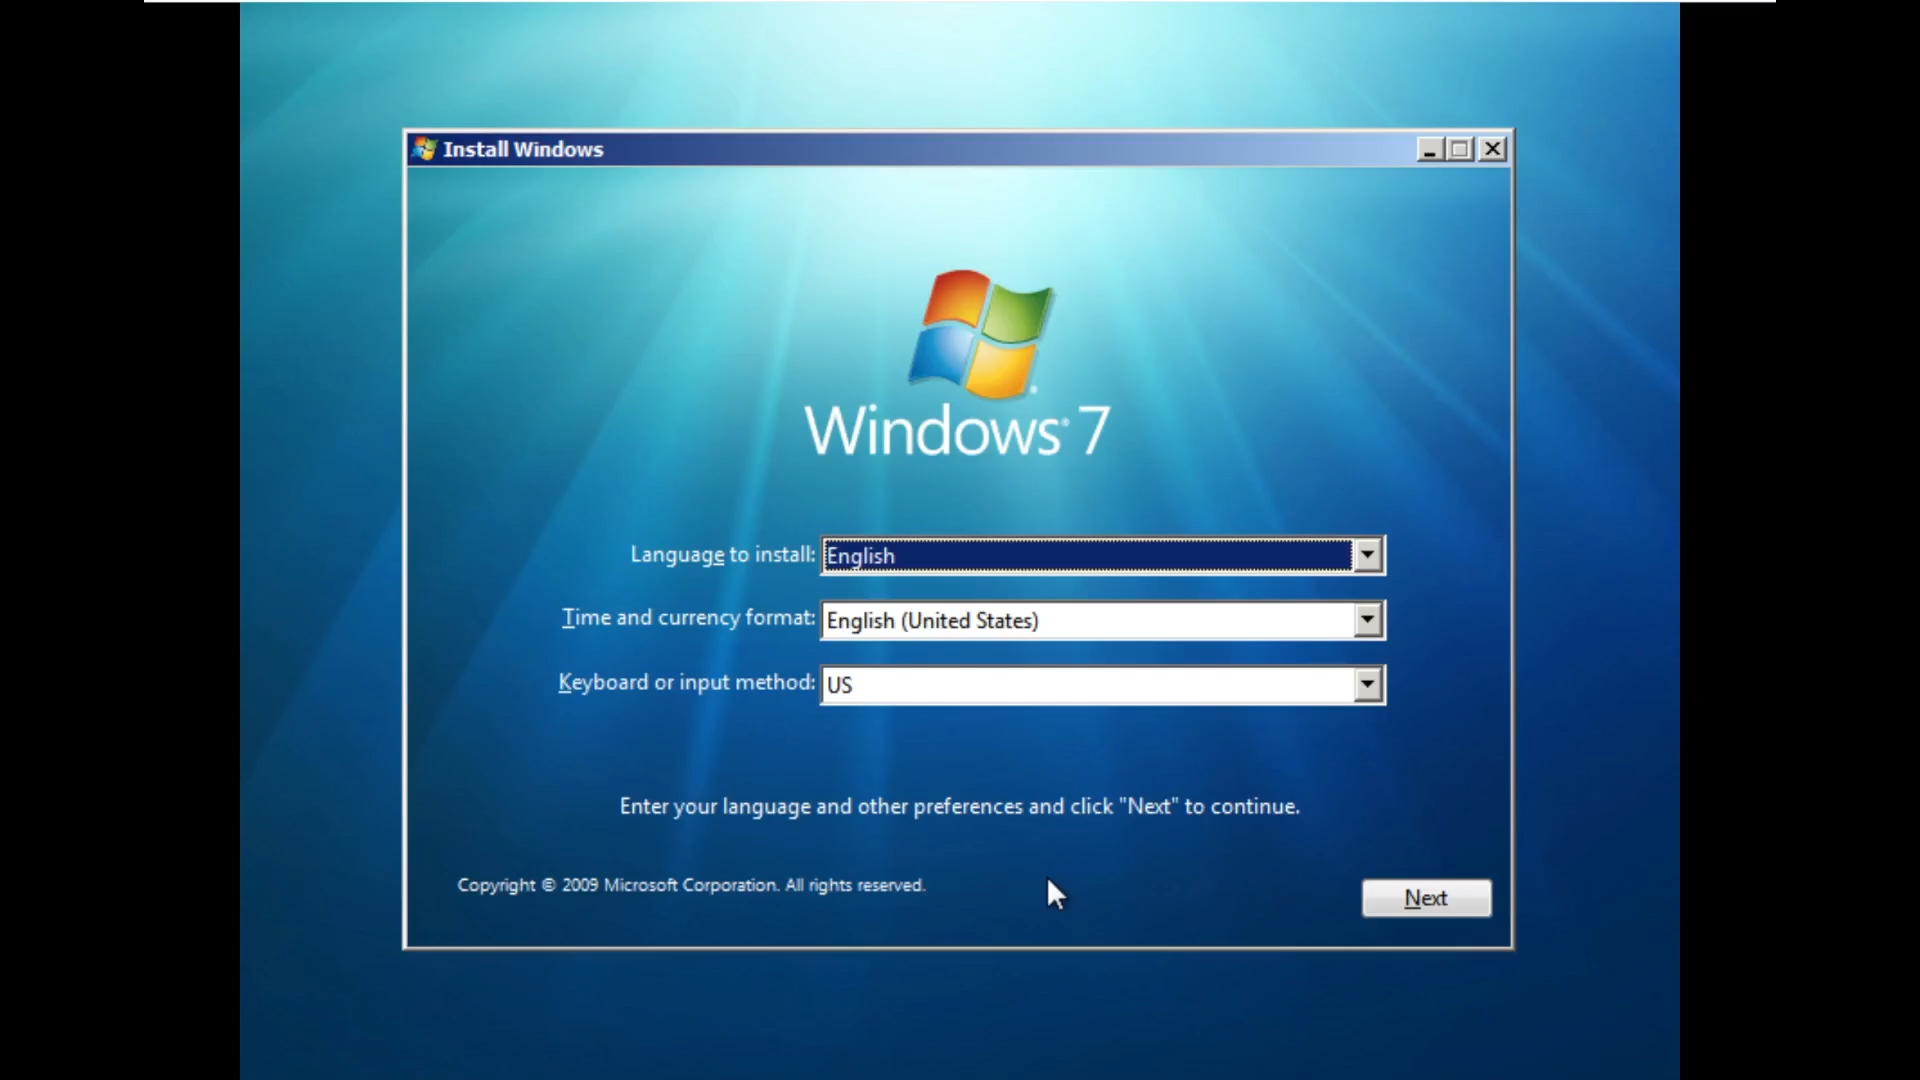 Install Windows
Windows® 7
Language to install: English
Time and currency format: English (United States)
Keyboard or input method: US
Enter your language and other preferences and click "Next" to continue.
Copyright © 2009 Microsoft Corporation. All rights reserved.
Next